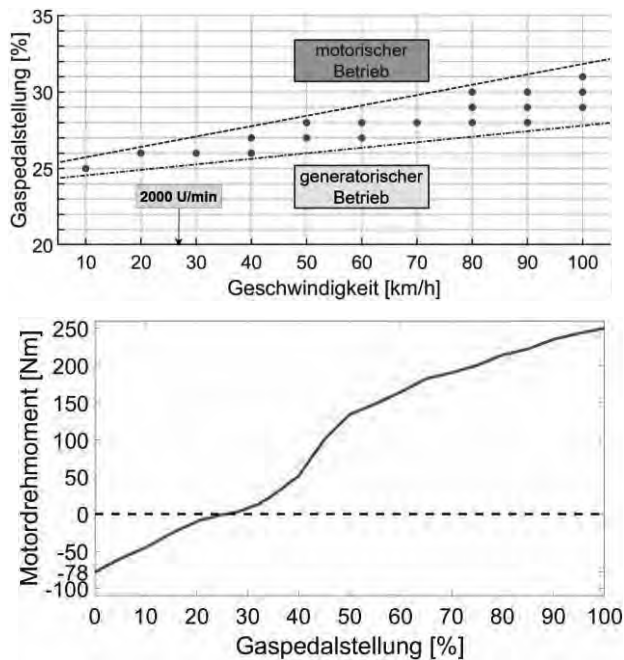 Gaspedalstellung [%]
35
30
25
20
motorischer
Betrieb
generatorischer
Betrieb
2000 U/min
10 20 30 40 50 60 70 80 90 100
Geschwindigkeit [km/h]
Motordrehmoment [Nm]
250
200
150
100
50
0
-50
-78
-100
0 10 20 30 40 50 60 70 80 90 100
Gaspedalstellung [%]